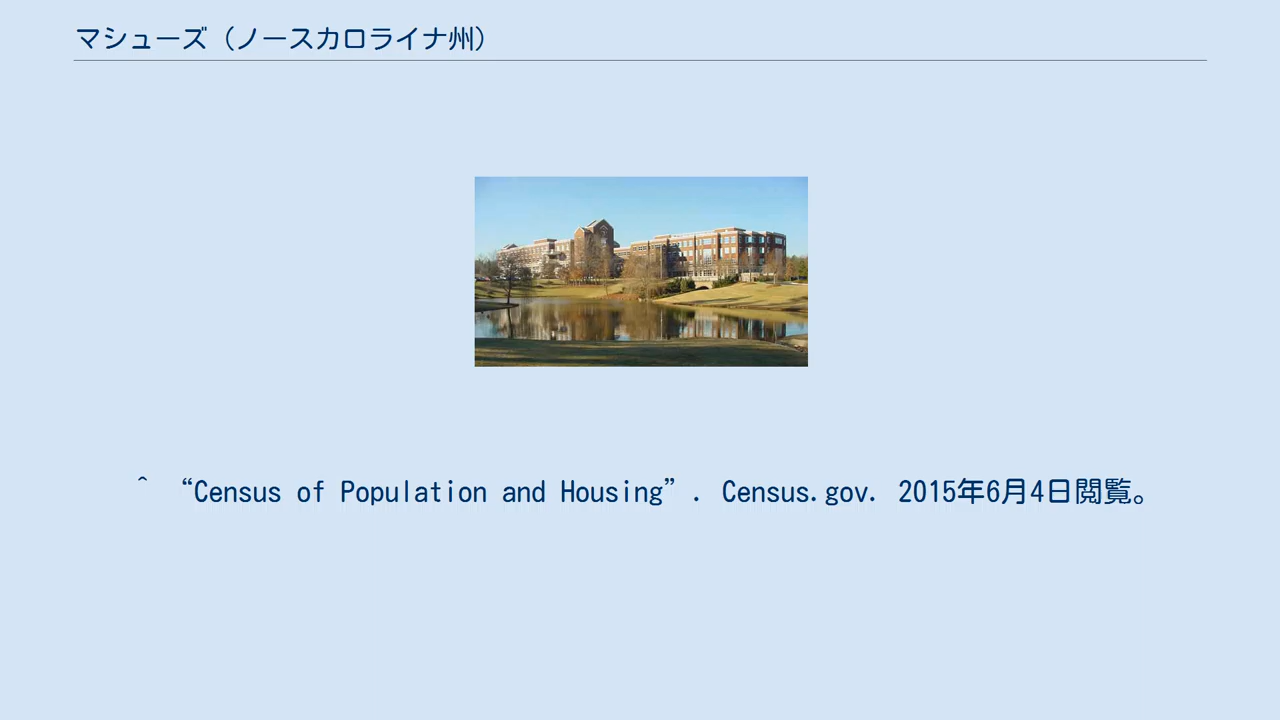 マシューズ（ノースカロライナ州）
^ “Census of Population and Housing”. Census.gov. 2015年6月4日閲覧。